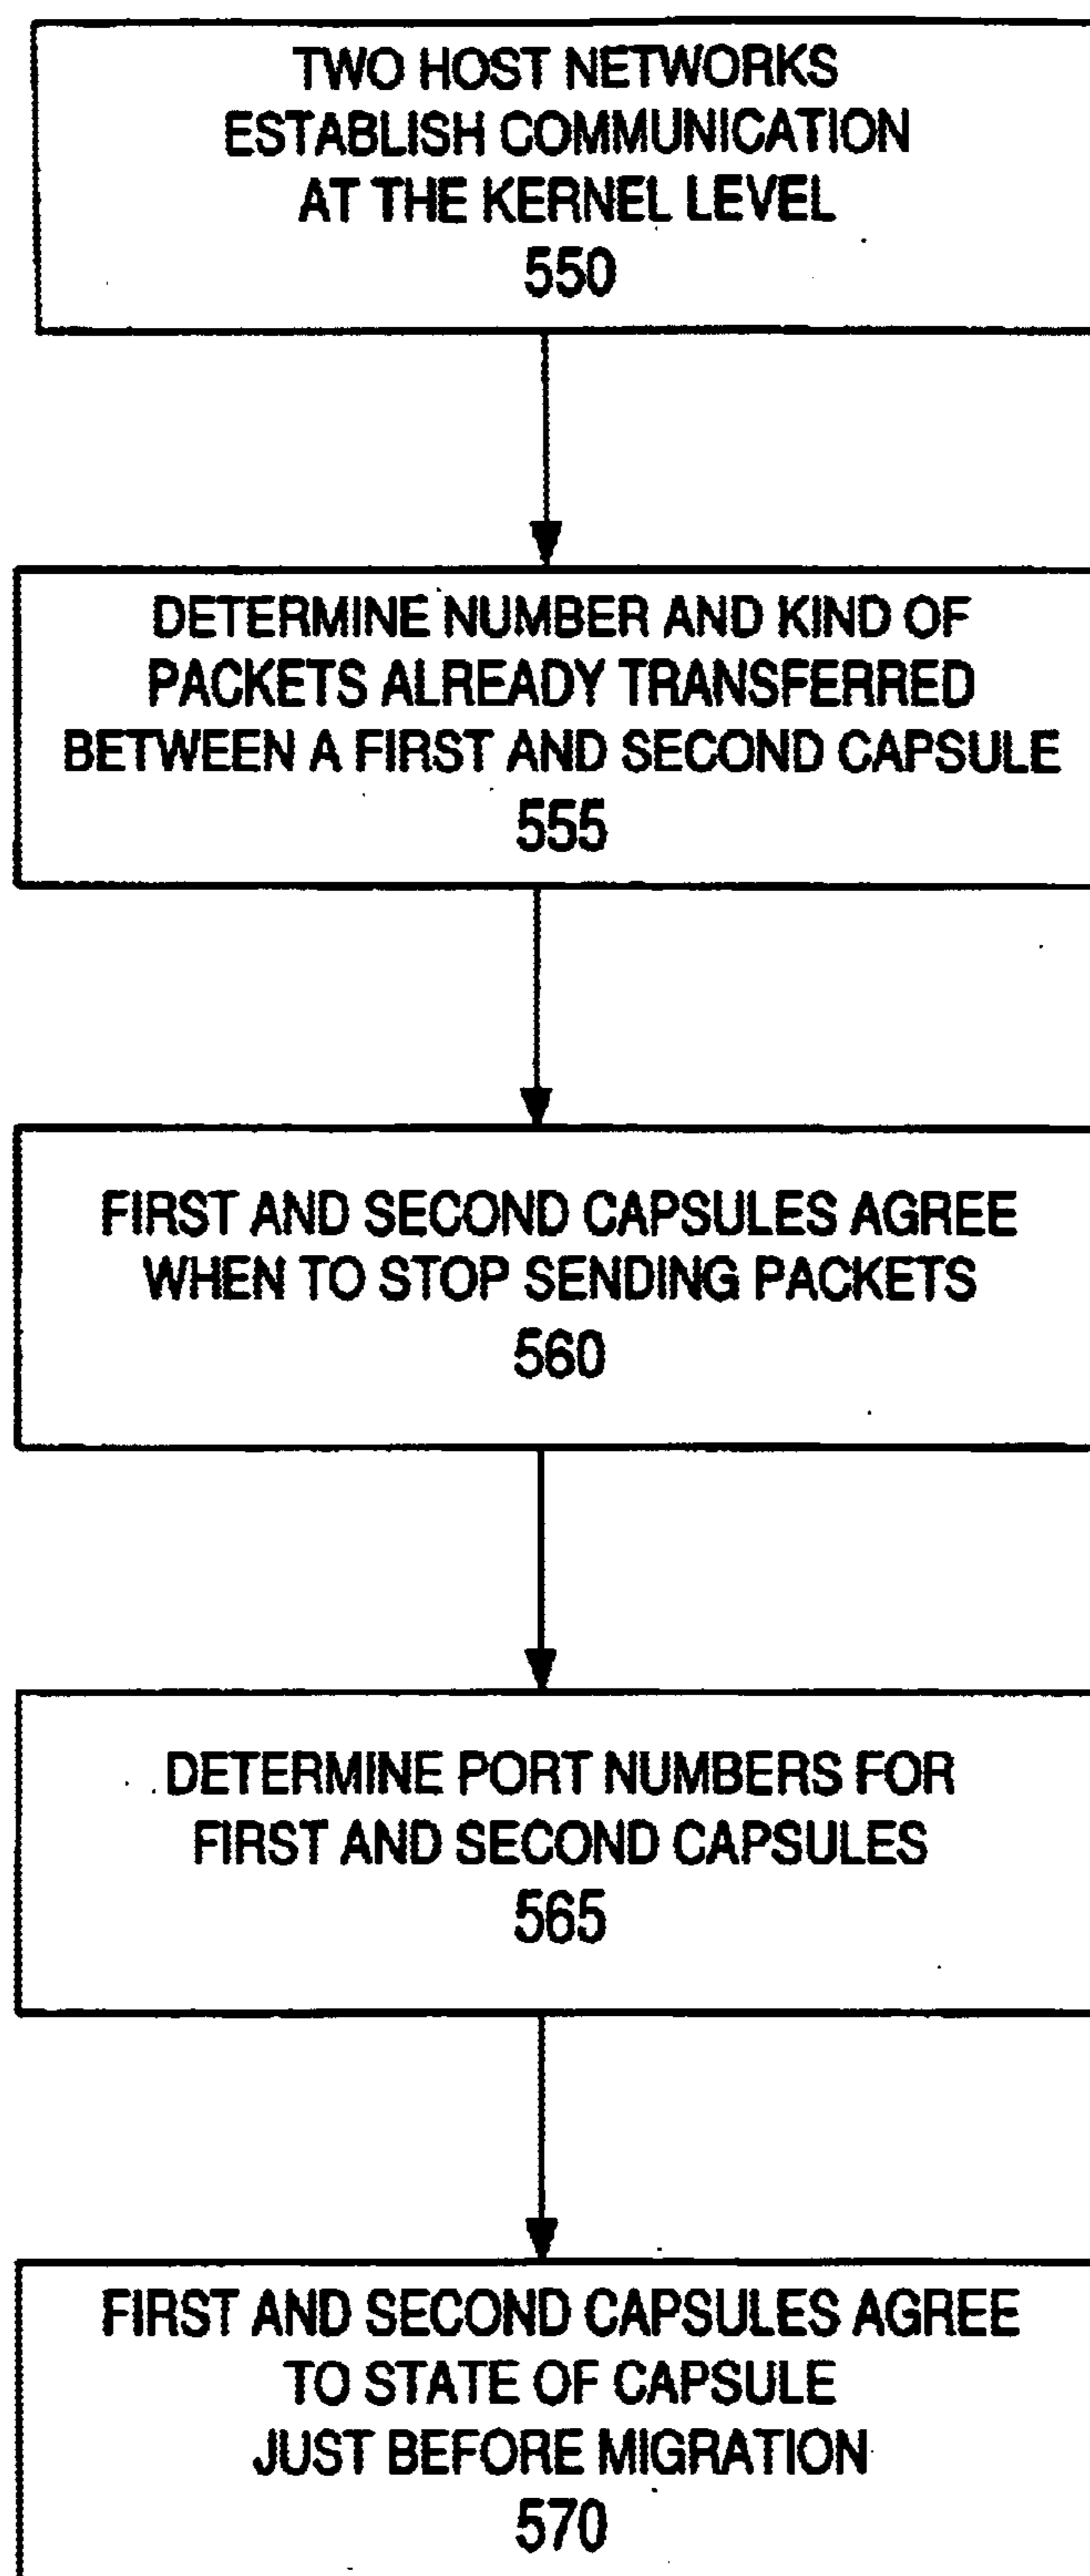 TWO HOST NETWORKS
ESTABLISH COMMUNICATION
AT THE KERNEL LEVEL
550
DETERMINE NUMBER AND KIND OF
PACKETS ALREADY TRANSFERRED
BETWEEN A FIRST AND SECOND CAPSULE
555
FIRST AND SECOND CAPSULES AGREE
WHEN TO STOP SENDING PACKETS
560
DETERMINE PORT NUMBERS FOR
FIRST AND SECOND CAPSULES
565
FIRST AND SECOND CAPSULES AGREE
TO STATE OF CAPSULE
JUST BEFORE MIGRATION
570